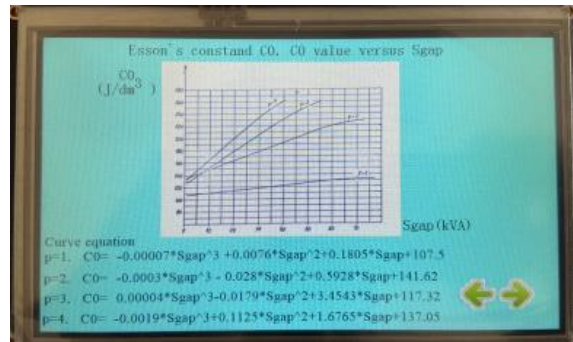 Esson's constand C0, C0 value versus Sgap
C0
(J/dm3 )
Sgap(kVA)
Curve equation
p=1. C0= -0.00007*Sgap^3 +0.0076*Sgap^2+0.1805*Sgap+107.5
p=2. C0= -0.0003*Sgap^3 - 0.028*Sgap^2+0.5928*Sgap+141.62
p=3. C0= 0.00004*Sgap^3-0.0179*Sgap^2+3.4543*Sgap+117.32
p=4. C0= -0.0019*Sgap^3+0.1125*Sgap^2+1.6765*Sgap+137.05